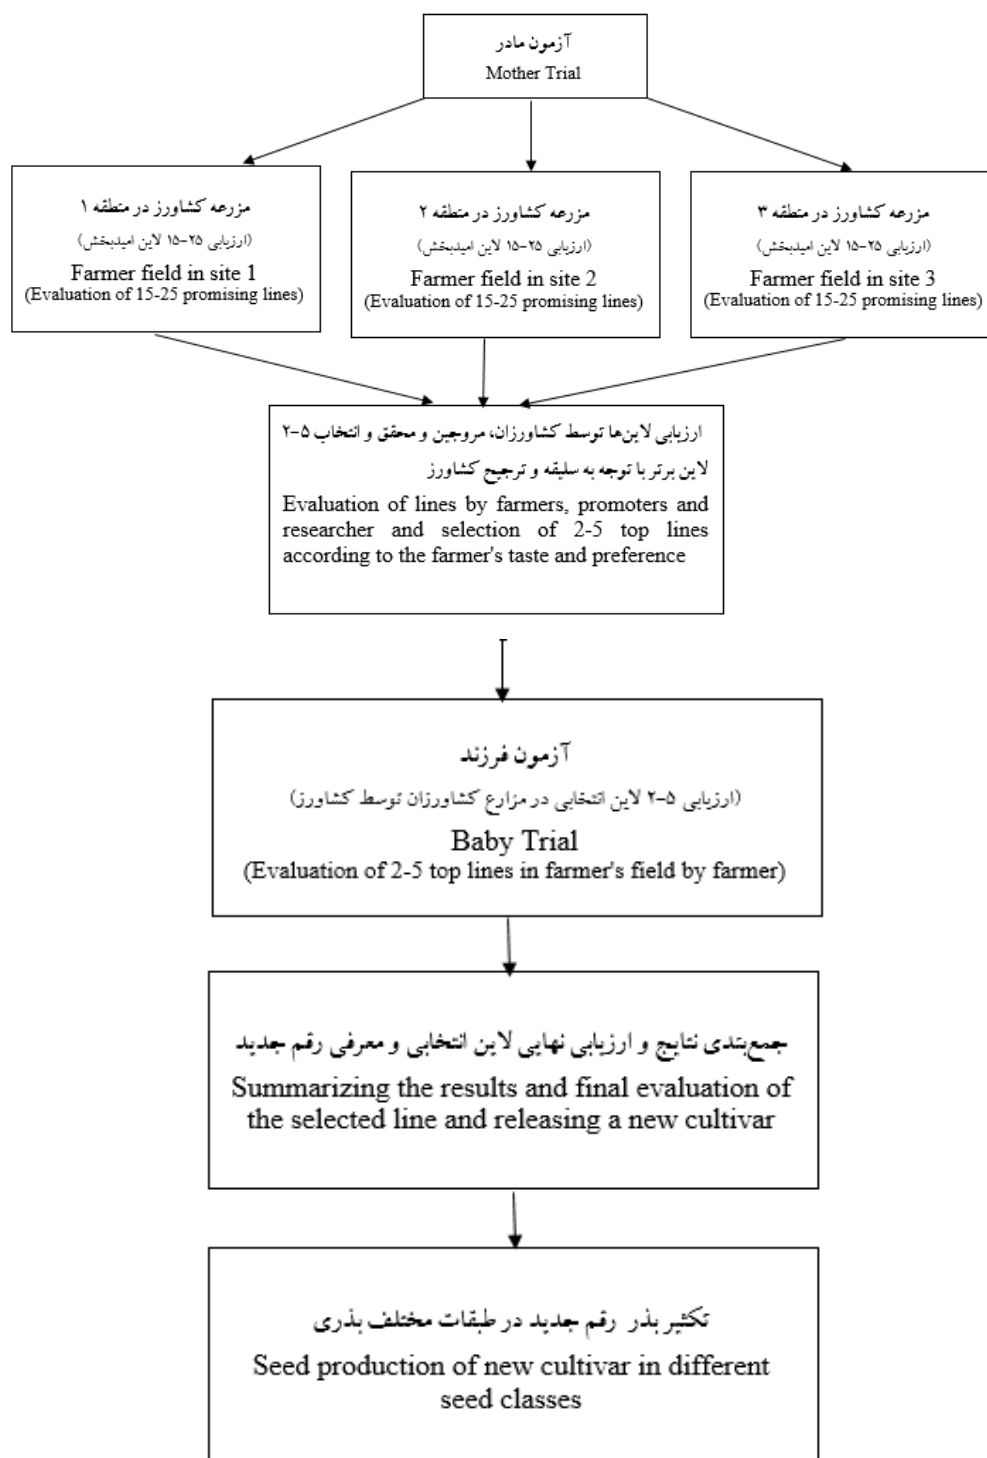 آزمون مادر
Mother Trial
مزرعه کشاورز در منطقه ۱
(ارزیابی ۲۵-۱۵ لاین امیدبخش)
Farmer field in site 1
(Evaluation of 15-25 promising lines)
مزرعه کشاورز در منطقه ۲
(ارزیابی ۲۵-۱۵ لاین امیدبخش)
Farmer field in site 2
(Evaluation of 15-25 promising lines)
مزرعه کشاورز در منطقه ۳
(ارزیابی ۲۵-۱۵ لاین امیدبخش)
Farmer field in site 3
(Evaluation of 15-25 promising lines)
ارزیابی لاین‌ها توسط کشاورزان، مروجین و محقق و انتخاب ۵-۲
لاین برتر با توجه به سلیقه و ترجیح کشاورز
Evaluation of lines by farmers, promoters and
researcher and selection of 2-5 top lines
according to the farmer's taste and preference
آزمون فرزند
(ارزیابی ۵-۲ لاین انتخابی در مزارع کشاورزان توسط کشاورز)
Baby Trial
(Evaluation of 2-5 top lines in farmer's field by farmer)
جمع‌بندی نتایج و ارزیابی نهایی لاین انتخابی و معرفی رقم جدید
Summarizing the results and final evaluation of
the selected line and releasing a new cultivar
تکثیر بذر رقم جدید در طبقات مختلف بذری
Seed production of new cultivar in different
seed classes